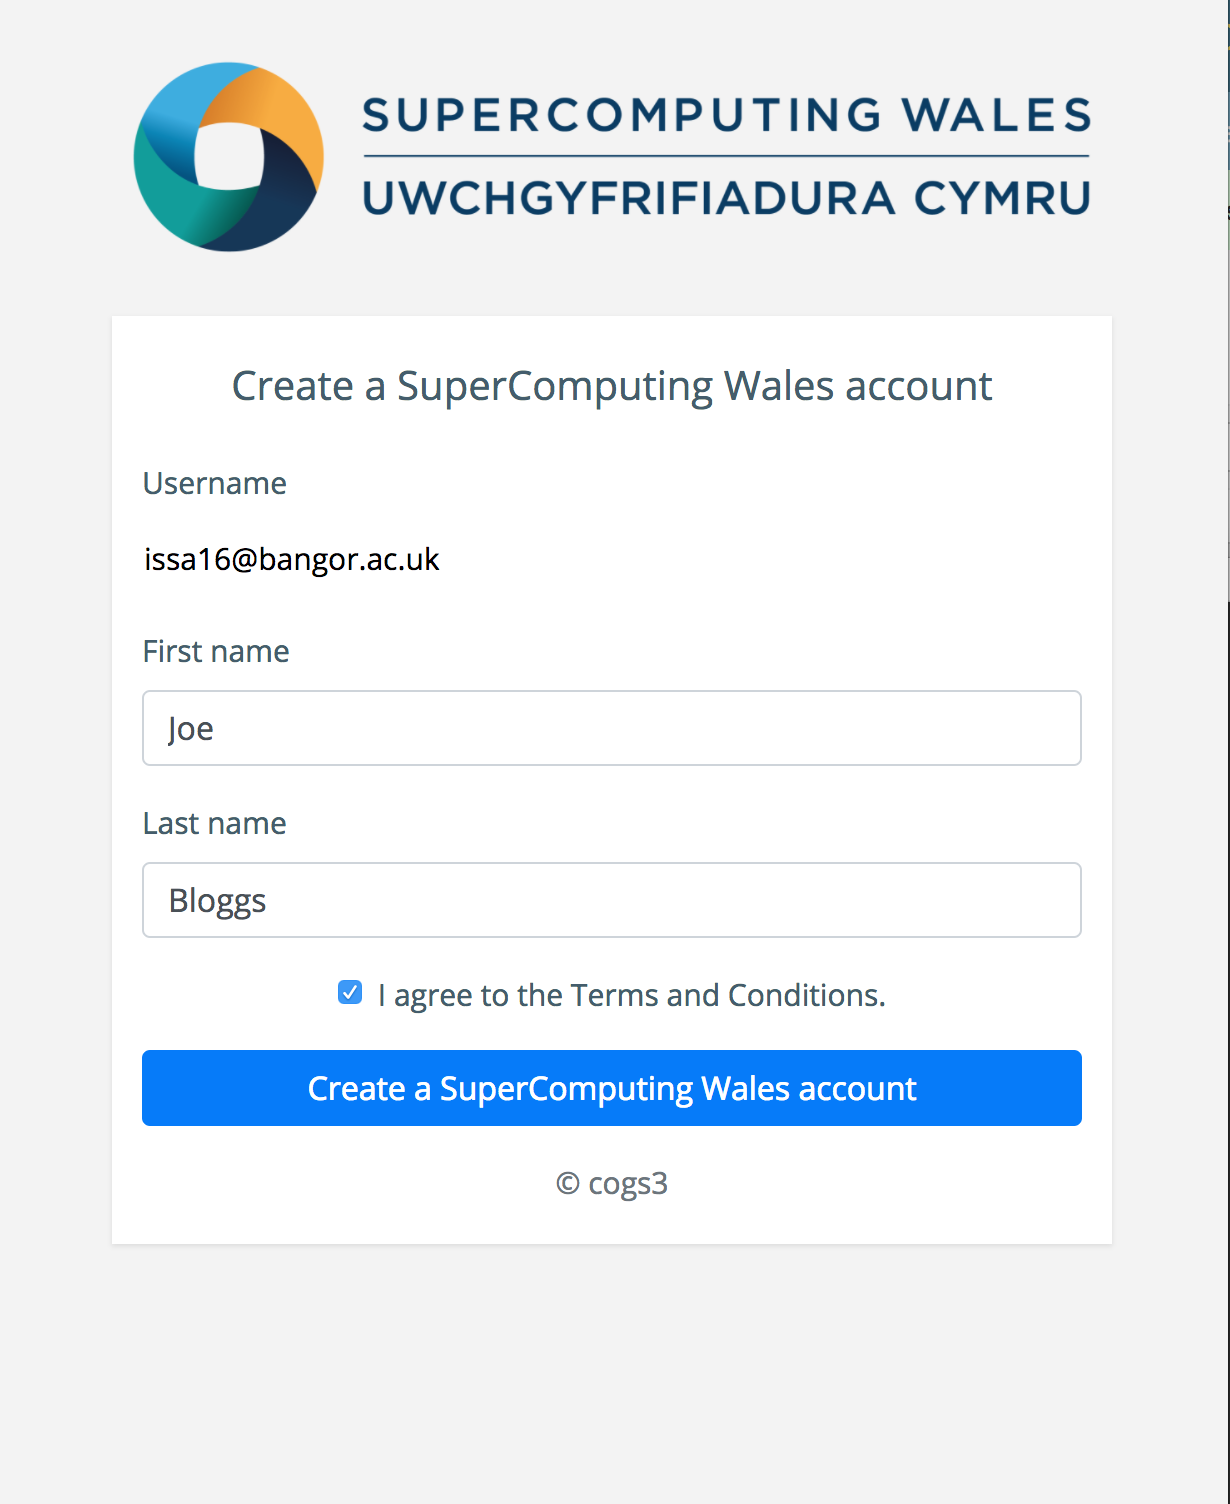 SUPERCOMPUTING WALES
UWCHGYFRIFIADURA CYMRU
Create a SuperComputing Wales account
Username
issa16@bangor.ac.uk
First name
Joe
Last name
Bloggs
I agree to the Terms and Conditions.
Create a SuperComputing Wales account
© cogs3